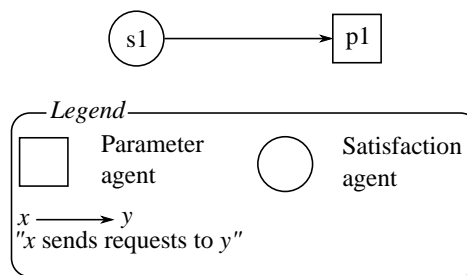 s1
p1
Legend
Parameter
agent
Satisfaction
agent
x y
"x sends requests to y"